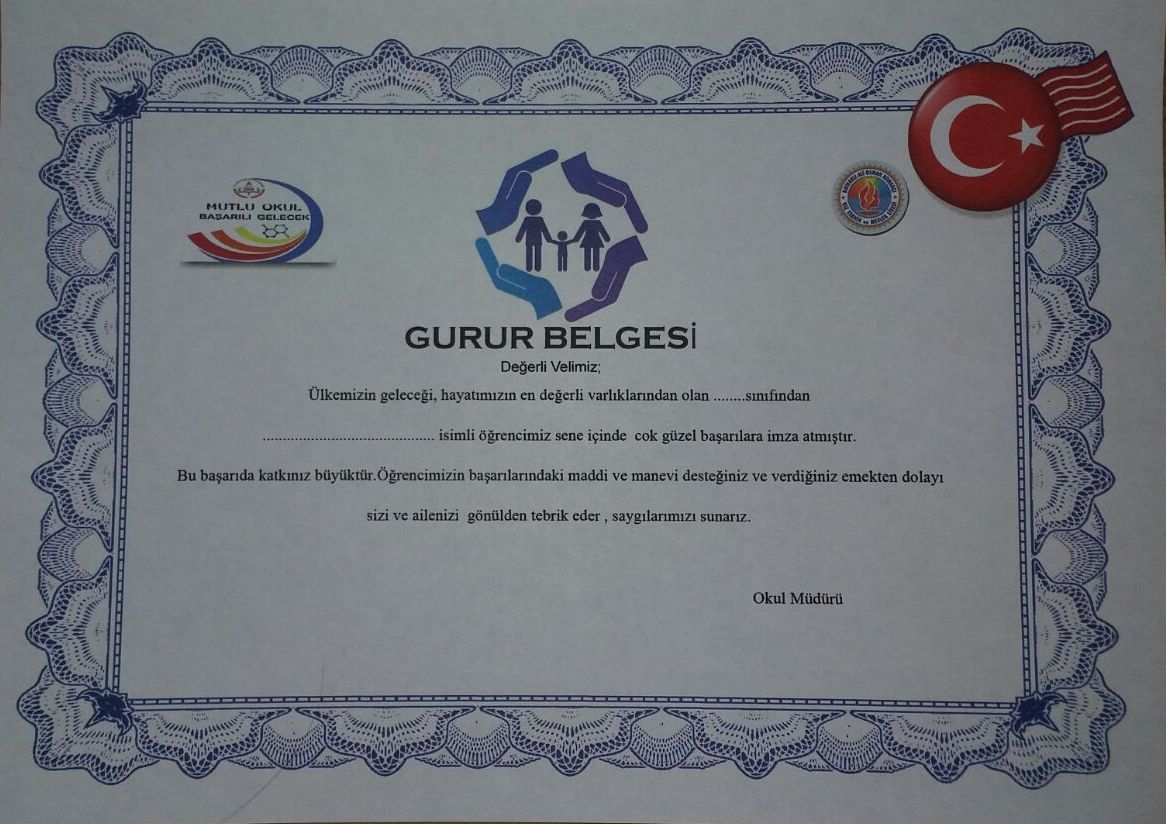 MUTLU OKUL
BAŞARILI GELECEK
GURUR BELGESİ
Değerli Velimiz;
Ülkemizin geleceği, hayatımızın en değerli varlıklarından olan ........sınıfından
........................................... isimli öğrencimiz sene içinde cok güzel başarılara imza atmıştır.
Bu başarıda katkınız büyüktür.Öğrencimizin başarılarındaki maddi ve manevi desteğiniz ve verdiğiniz emekten dolayı
sizi ve ailenizi gönülden tebrik eder , saygılarımızı sunarız.
Okul Müdürü